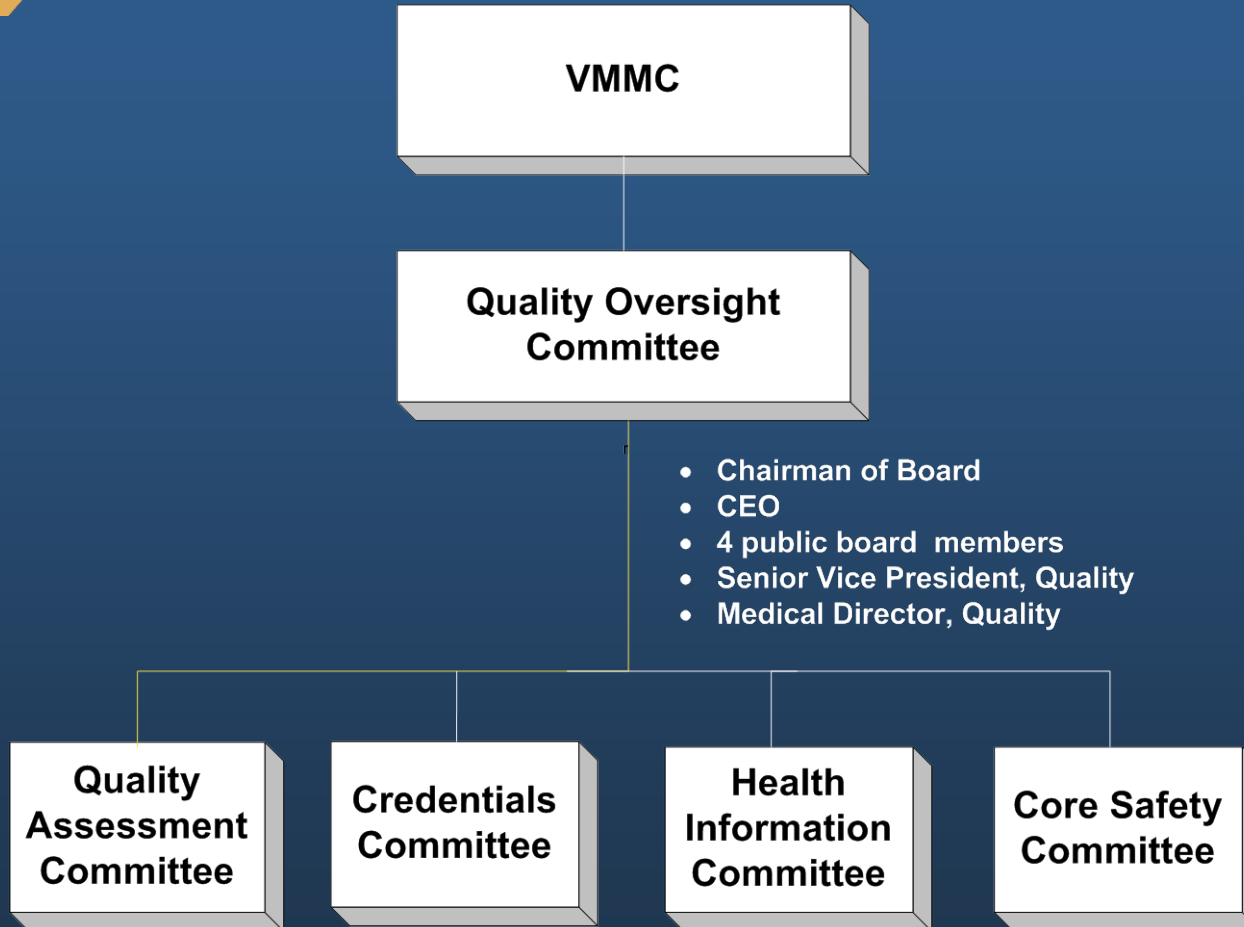 VMMC
Quality Oversight
Committee
• Chairman of Board
• CEO
• 4 public board  members
• Senior Vice President, Quality
• Medical Director, Quality
Quality
Assessment
Committee
Credentials
Committee
Health
Information
Committee
Core Safety
Committee